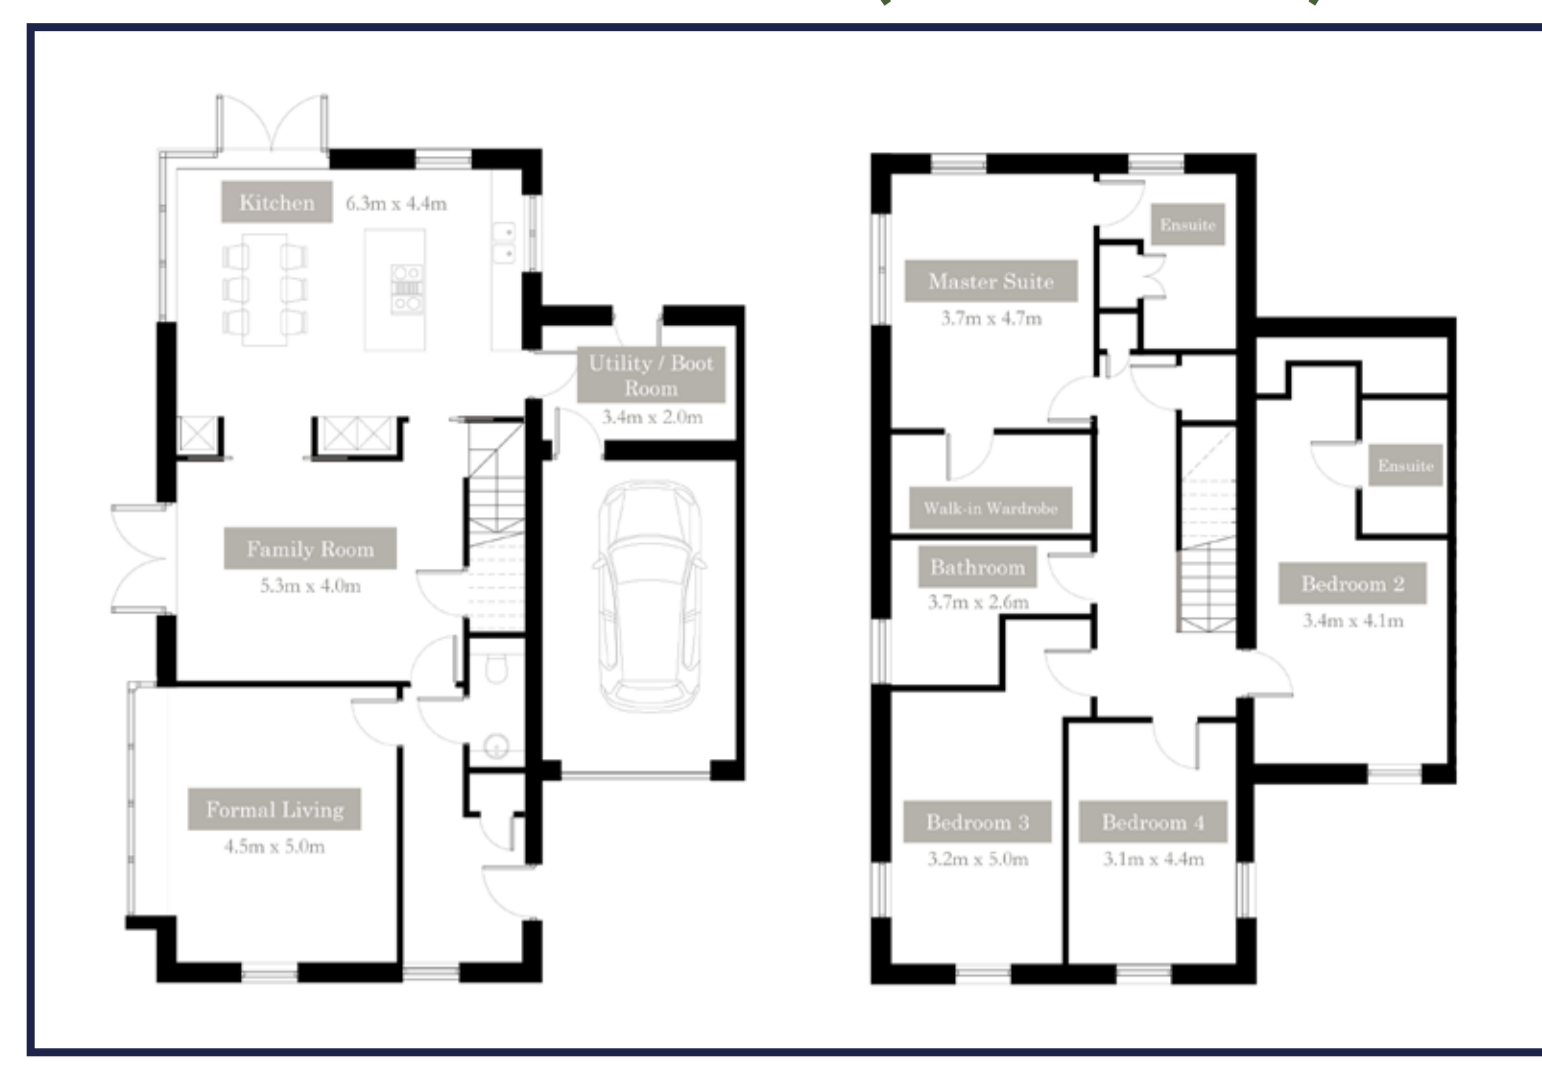 Kitchen 6.3m x 4.4m
Utility / Boot
Room
3.4m x 2.0m
Family Room
5.3m x 4.0m
Formal Living
4.5m x 5.0m
Ensuite
Master Suite
3.7m x 4.7m
Walk-in Wardrobe
Ensuite
Bathroom
3.7m x 2.6m
Bedroom 2
3.4m x 4.1m
Bedroom 3
3.2m x 5.0m
Bedroom 4
3.1m x 4.4m